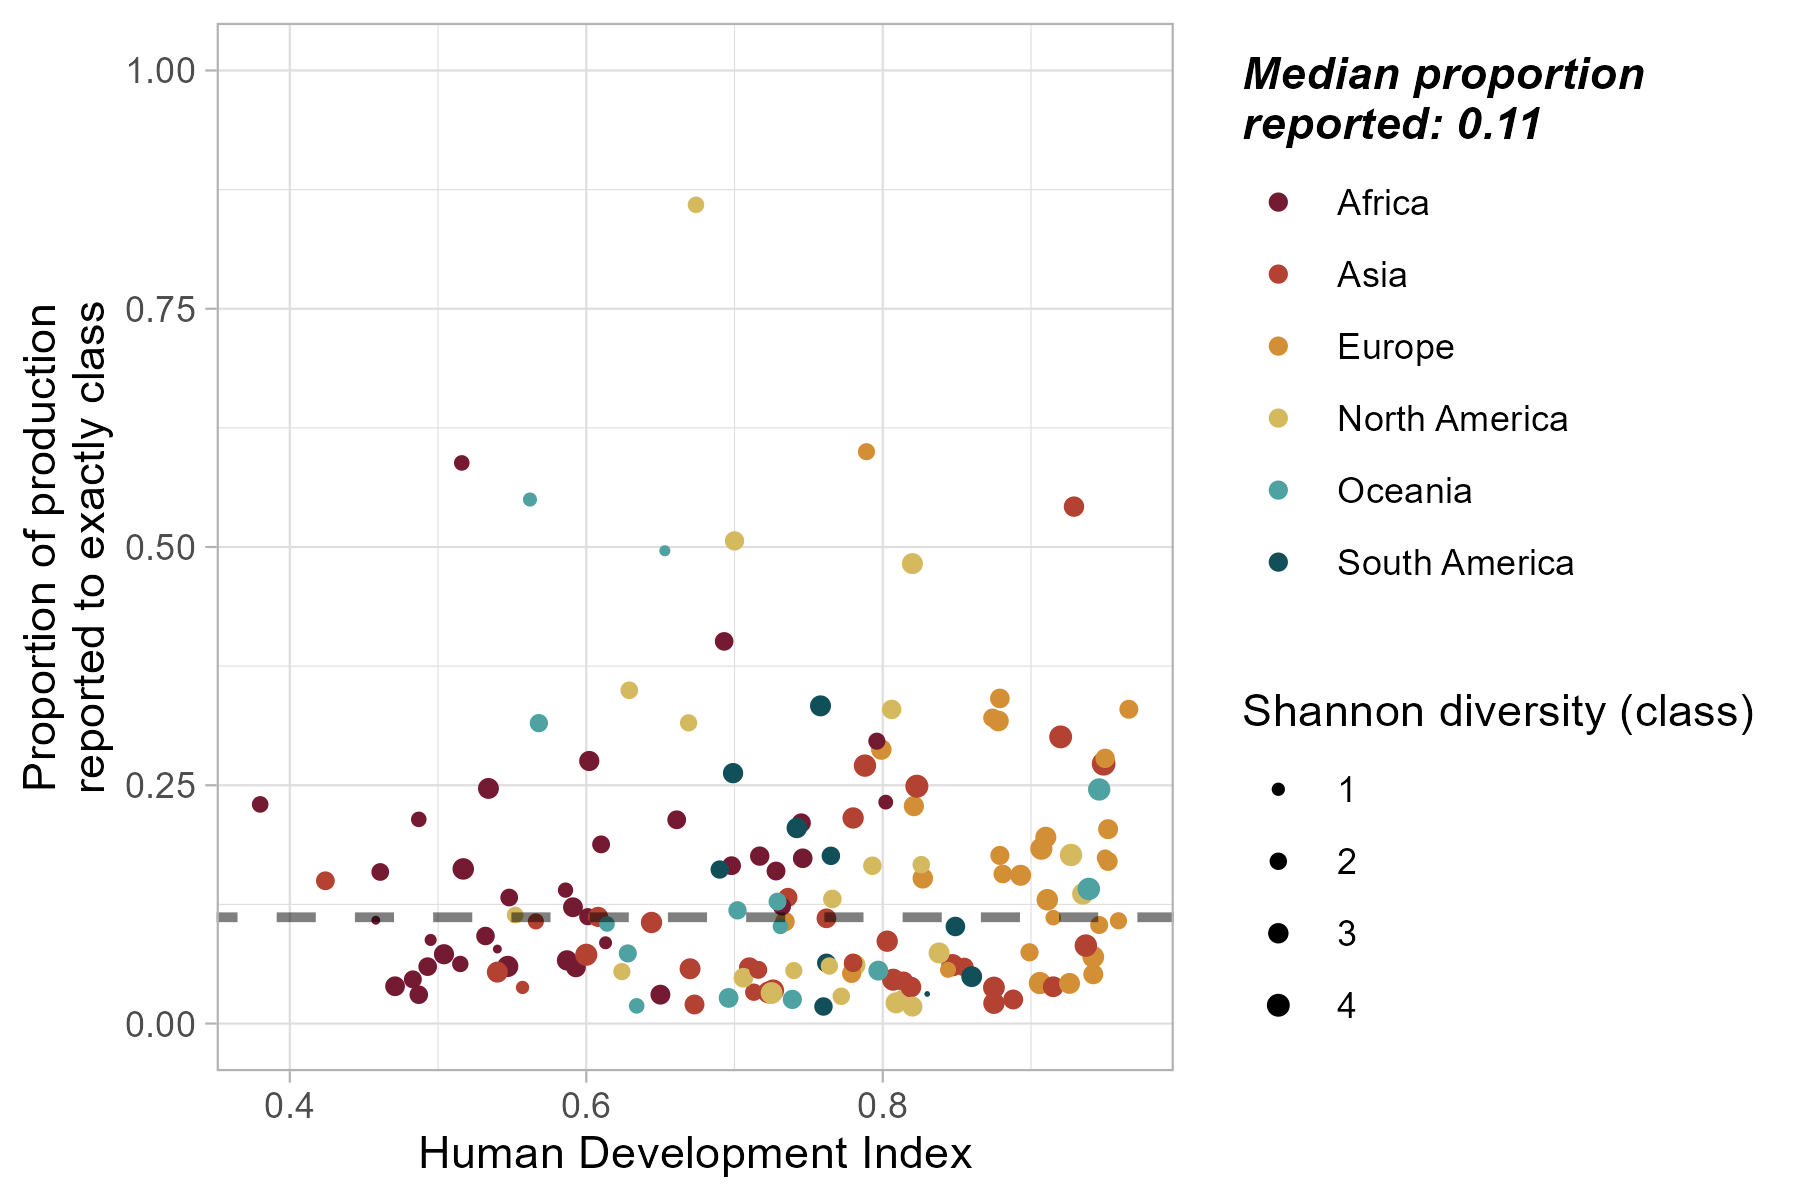 1.00
0.75
0.50
0.25
0.00
Proportion of production
reported to exactly class
0.4 0.6 0.8
Human Development Index
Median proportion
reported: 0.11
Africa
Asia
Europe
North America
Oceania
South America
Shannon diversity (class)
1
2
3
4